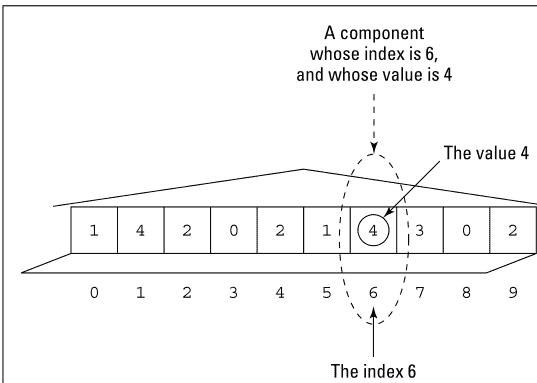 A component
whose index is 6,
and whose value is 4
The value 4
1 4 2 0 2 1 4 3 0 2
0 1 2 3 4 5 6 7 8 9
The index 6